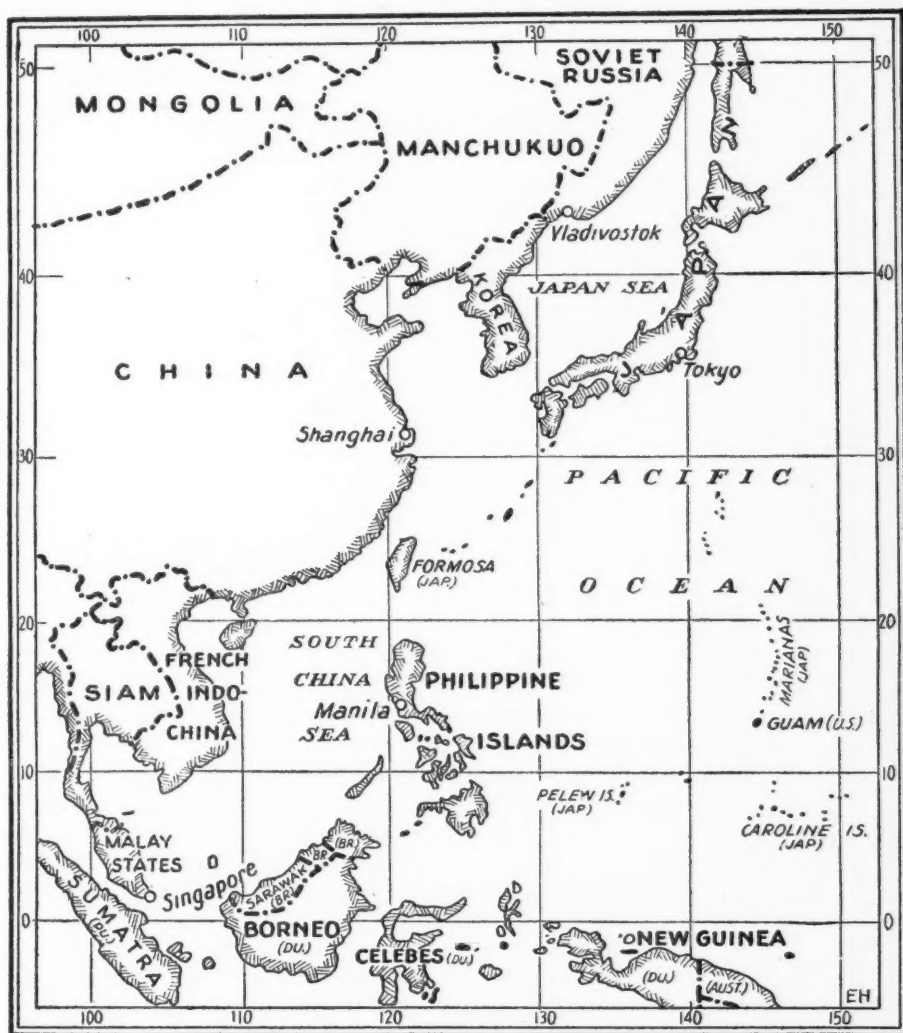 100 110 120 130 140 150
50 50
SOVIET
RUSSIA
MONGOLIA
MANCHUKUO
Vladivostok
40 40
KOREA
JAPAN SEA
JAPAN
CHINA
Tokyo
Shanghai
30 30
PACIFIC
FORMOSA
(JAP.)
OCEAN
20 20
SOUTH
FRENCH
MARIANAS
(JAP)
CHINA
PHILIPPINE
SIAM INDO-
Manila
GUAM (U.S.)
CHINA
SEA
ISLANDS
10 10
PELEW IS.
(JAP)
CAROLINE IS.
(JAP)
MALAY
STATES
BR. (BR.)
SARAWAK
(BR.)
Singapore
SUMATRA
(DU.)
0 0
BORNEO
(DU.)
CELEBES (DU.)
NEW GUINEA
(DU.) (AUST.)
EH
100 110 120 130 140 150